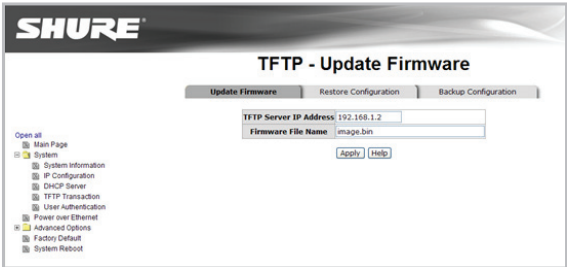 SHURE
TFTP - Update Firmware
Update Firmware Restore Configuration Backup Configuration
TFTP Server IP Address 192.168.1.2
Firmware File Name image.bin
Apply Help
Open all
Main Page
System
System Information
IP Configuration
DHCP Server
TFTP Transaction
User Authentication
Power over Ethernet
Advanced Options
Factory Default
System Reboot